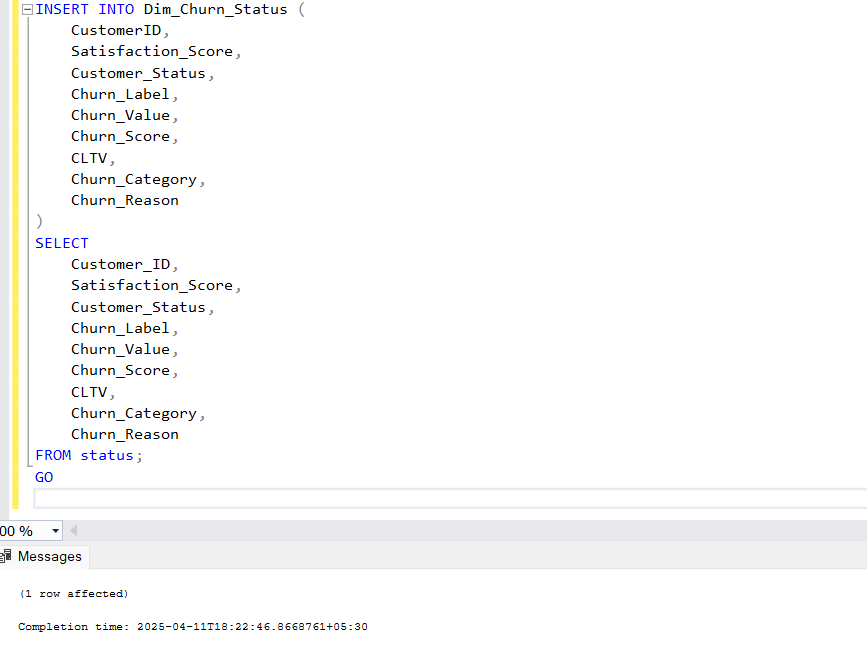 INSERT INTO Dim_Churn_Status (
CustomerID,
Satisfaction_Score,
Customer_Status,
Churn_Label,
Churn_Value,
Churn_Score,
CLTV,
Churn_Category,
Churn_Reason
)
SELECT
Customer_ID,
Satisfaction_Score,
Customer_Status,
Churn_Label,
Churn_Value,
Churn_Score,
CLTV,
Churn_Category,
Churn_Reason
FROM status;
GO
00 %
Messages
(1 row affected)
Completion time: 2025-04-11T18:22:46.8668761+05:30